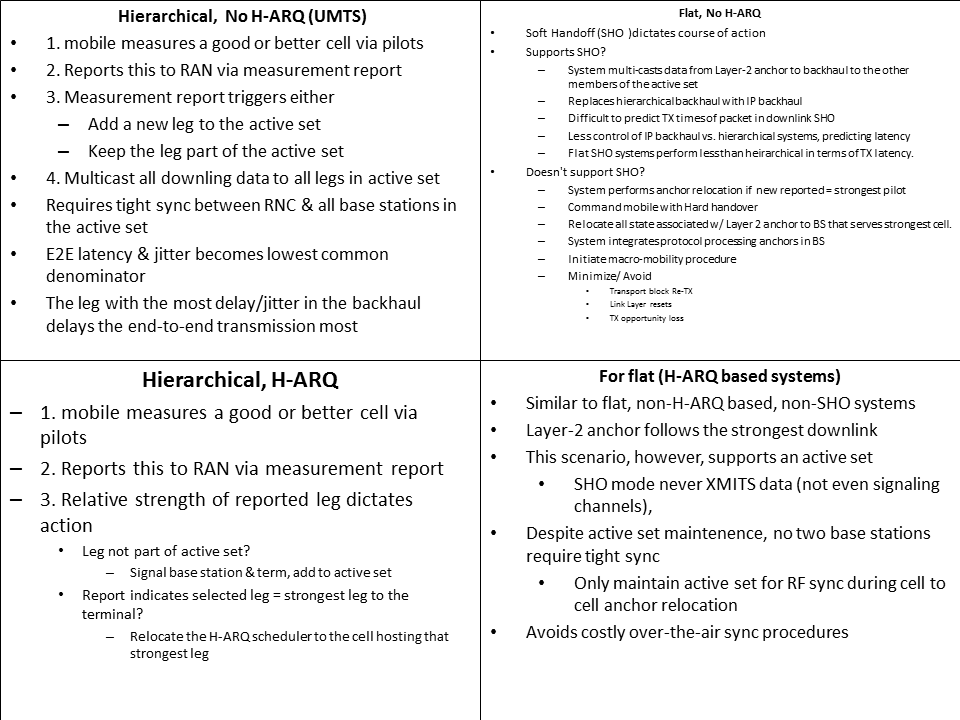 Hierarchical, No H-ARQ (UMTS)
• 1. mobile measures a good or better cell via pilots
• 2. Reports this to RAN via measurement report
• 3. Measurement report triggers either
– Add a new leg to the active set
– Keep the leg part of the active set
• 4. Multicast all downling data to all legs in active set
• Requires tight sync between RNC & all base stations in
the active set
• E2E latency & jitter becomes lowest common
denominator
• The leg with the most delay/jitter in the backhaul
delays the end-to-end transmission most
Flat, No H-ARQ
• Soft Handoff (SHO )dictates course of action
• Supports SHO?
– System multi-casts data from Layer-2 anchor to backhaul to the other
members of the active set
– Replaces hierarchical backhaul with IP backhaul
– Difficult to predict TX times of packet in downlink SHO
– Less control of IP backhaul vs. hierarchical systems, predicting latency
– Flat SHO systems perform less than heirarchical in terms of TX latency.
• Doesn't support SHO?
– System performs anchor relocation if new reported = strongest pilot
– Command mobile with Hard handover
– Relocate all state associated w/ Layer 2 anchor to BS that serves strongest cell.
– System integrates protocol processing anchors in BS
– Initiate macro-mobility procedure
– Minimize/ Avoid
• Transport block Re-TX
• Link Layer resets
• TX opportunity loss
Hierarchical, H-ARQ
– 1. mobile measures a good or better cell via
pilots
– 2. Reports this to RAN via measurement report
– 3. Relative strength of reported leg dictates
action
• Leg not part of active set?
– Signal base station & term, add to active set
• Report indicates selected leg = strongest leg to the
terminal?
– Relocate the H-ARQ scheduler to the cell hosting that
strongest leg
For flat (H-ARQ based systems)
• Similar to flat, non-H-ARQ based, non-SHO systems
• Layer-2 anchor follows the strongest downlink
• This scenario, however, supports an active set
• SHO mode never XMITS data (not even signaling
channels),
• Despite active set maintenence, no two base stations
require tight sync
• Only maintain active set for RF sync during cell to
cell anchor relocation
• Avoids costly over-the-air sync procedures